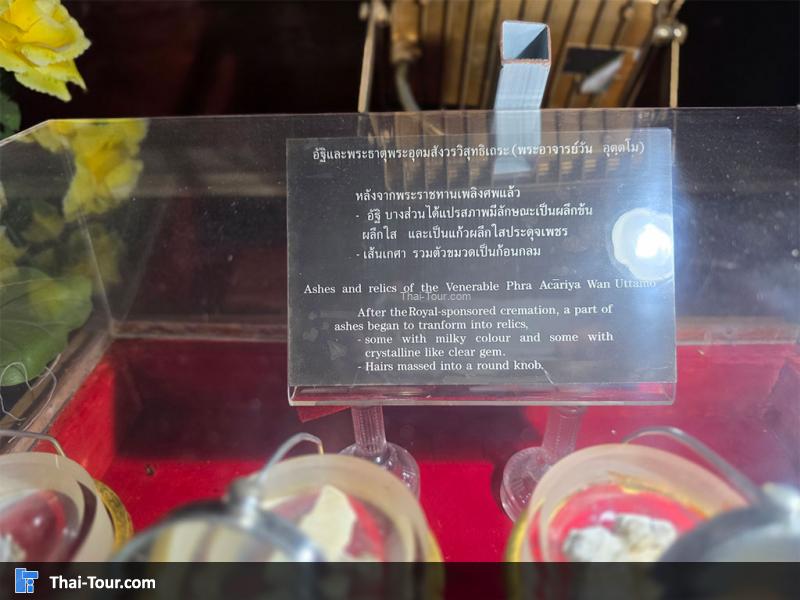 อัฐิและพระธาตุพระอุดมสังวรวิสุทธิเถระ(พระอาจารย์วัน อุตฺตโม)
หลังจากพระราชทานเพลิงศพแล้ว
- อัฐิ บางส่วนได้แปรสภาพมีลักษณะเป็นผลึกขุ่น
ผลึกใส และเป็นแก้วผลึกใสประดุจเพชร
- เส้นเกศา รวมตัวขมวดเป็นก้อนกลม
Ashes and relics of the Venerable Phra Acāriya Wan Uttamo
Thai-Tour.com
After the Royal-sponsored cremation, a part of
ashes began to tranform into relics,
- some with milky colour and some with
crystalline like clear gem.
- Hairs massed into a round knob.
Thai-Tour.com